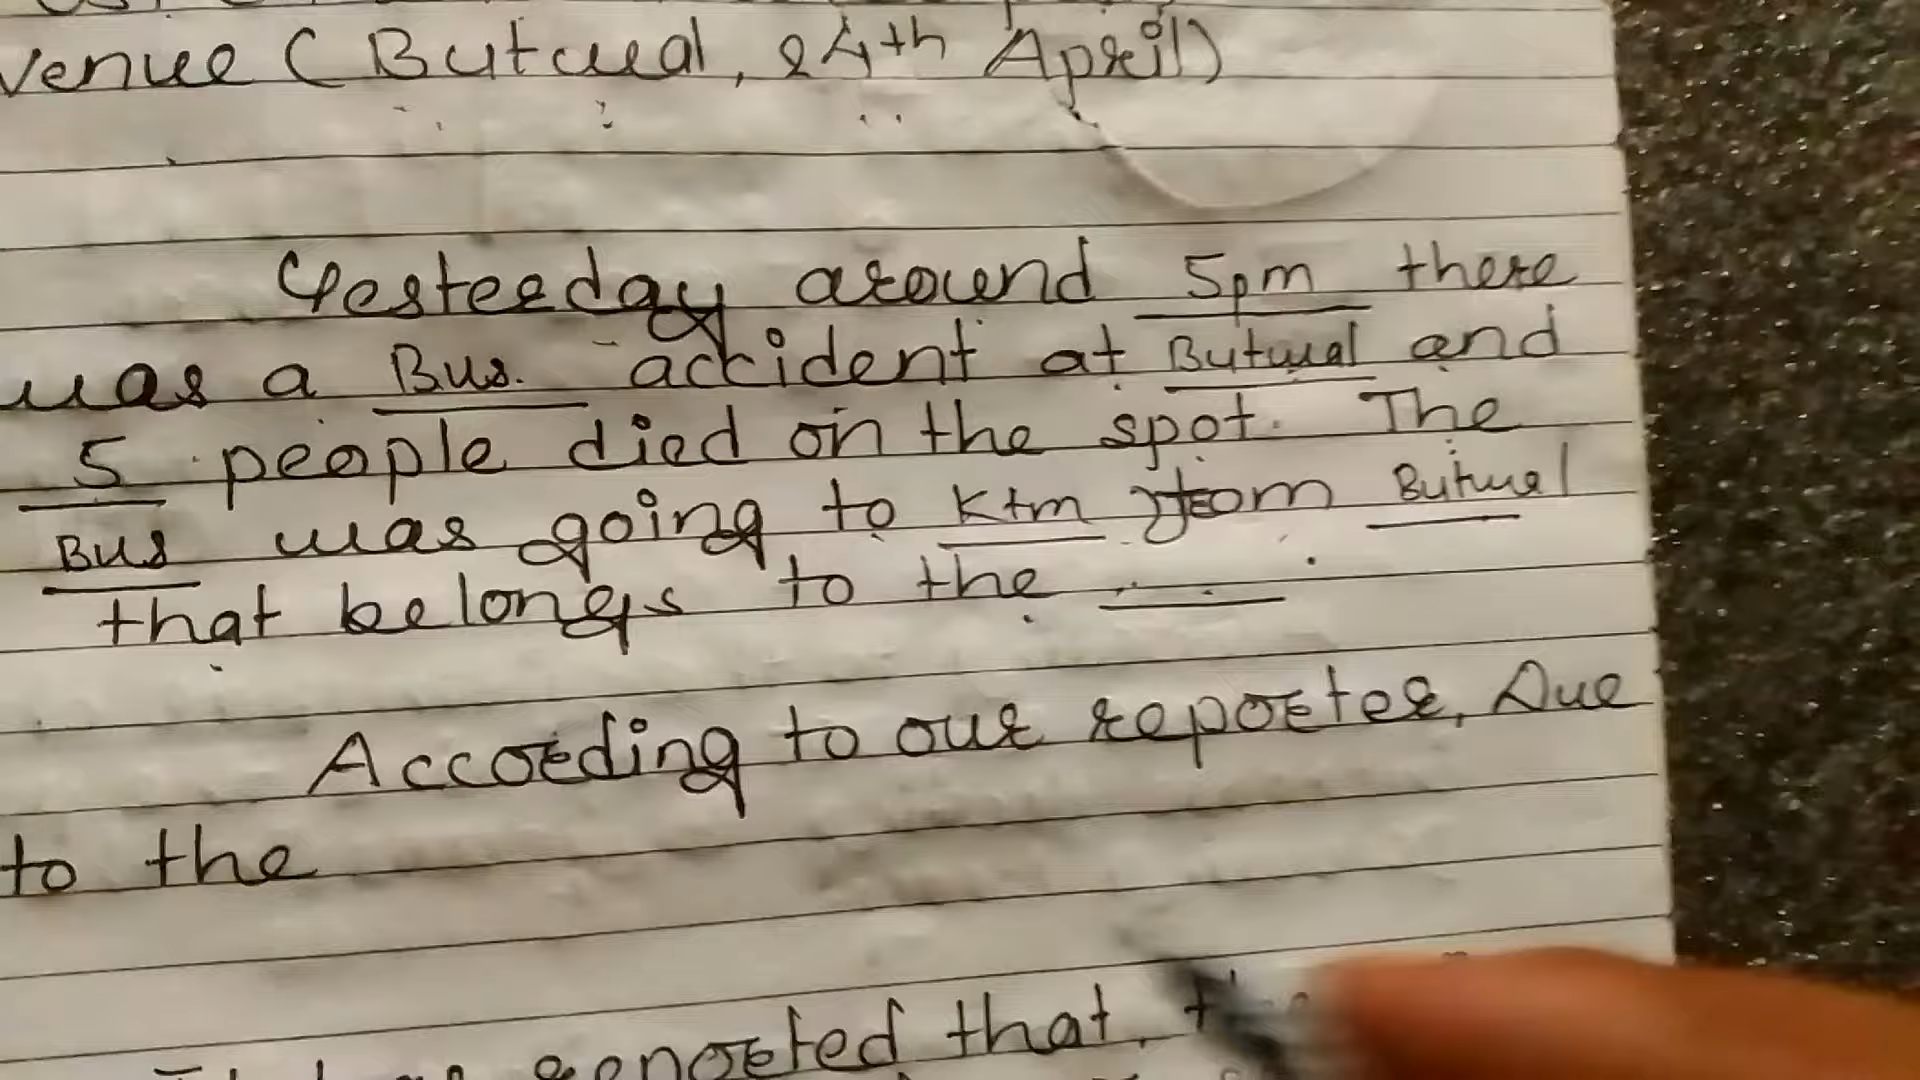 venue (Butwal, 24th April)
Yesterday around 5pm there
was a Bus. accident at Butwal and
5 people died on the spot. The
Bus was going to Ktm from Butwal
that belongs to the
According to our reporter, Due
to the
reported that,